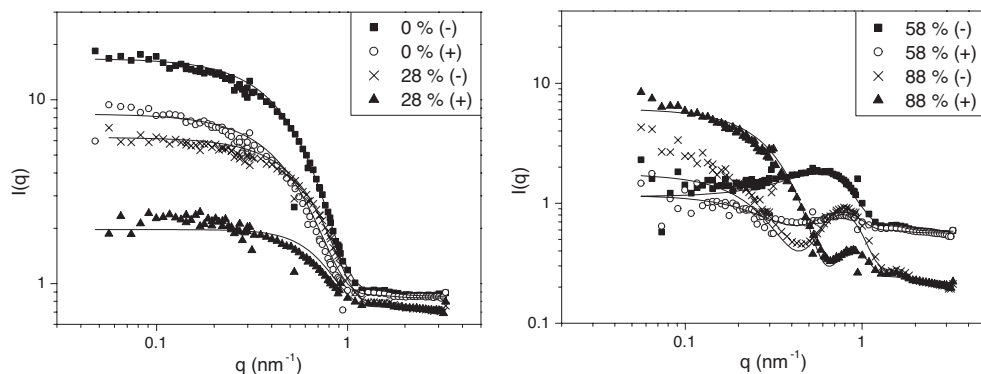 0 % (-)
0 % (+)
28 % (-)
28 % (+)
10
1
I(q)
0.1
1
q (nm⁻¹)
58 % (-)
58 % (+)
88 % (-)
88 % (+)
10
1
0.1
I(q)
0.1
1
q (nm⁻¹)